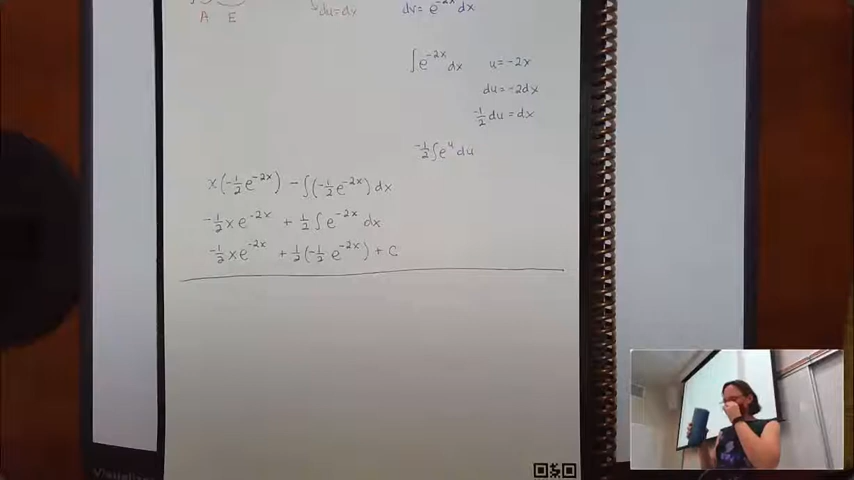 A E
du=dx
dv= e^-2x dx
∫e^-2x dx u=-2x
du=-2dx
-1/2 du = dx
-1/2 ∫e^u du
x(-1/2 e^-2x) - ∫(-1/2 e^-2x) dx
-1/2 x e^-2x + 1/2 ∫ e^-2x dx
-1/2 x e^-2x + 1/2 (-1/2 e^-2x) + C